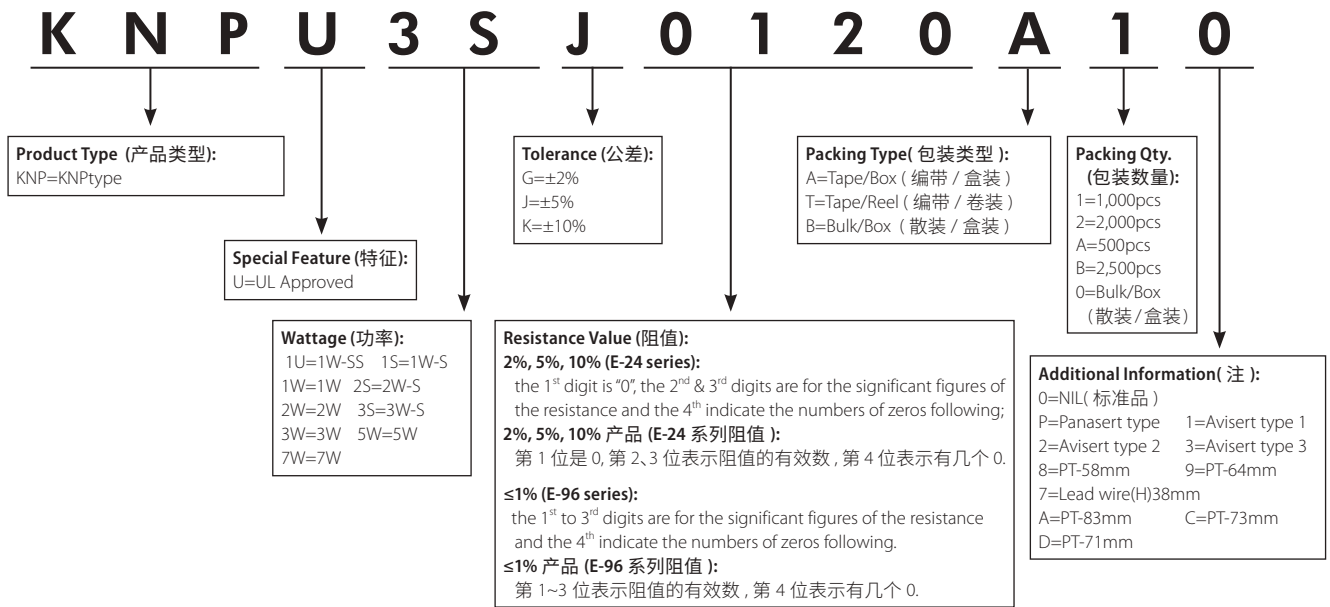 K N P U 3 S J 0 1 2 0 A 1 0
Product Type (产品类型):
KNP=KNPtype
Special Feature (特征):
U=UL Approved
Wattage (功率):
1U=1W-SS 1S=1W-S
1W=1W 2S=2W-S
2W=2W 3S=3W-S
3W=3W 5W=5W
7W=7W
Tolerance (公差):
G=±2%
J=±5%
K=±10%
Resistance Value (阻值):
2%, 5%, 10% (E-24 series):
the 1st digit is “0”, the 2nd & 3rd digits are for the significant figures of
the resistance and the 4th indicate the numbers of zeros following;
2%, 5%, 10% 产品 (E-24 系列阻值 ):
第 1 位是 0, 第 2、3 位表示阻值的有效数 , 第 4 位表示有几个 0.
≤1% (E-96 series):
the 1st to 3rd digits are for the significant figures of the resistance
and the 4th indicate the numbers of zeros following.
≤1% 产品 (E-96 系列阻值 ):
第 1~3 位表示阻值的有效数 , 第 4 位表示有几个 0.
Packing Type( 包装类型 ):
A=Tape/Box ( 编带 / 盒装 )
T=Tape/Reel ( 编带 / 卷装 )
B=Bulk/Box ( 散装 / 盒装 )
Packing Qty.
(包装数量):
1=1,000pcs
2=2,000pcs
A=500pcs
B=2,500pcs
0=Bulk/Box
(散装/盒装)
Additional Information( 注 ):
0=NIL( 标准品 )
P=Panasert type 1=Avisert type 1
2=Avisert type 2 3=Avisert type 3
8=PT-58mm 9=PT-64mm
7=Lead wire(H)38mm
A=PT-83mm C=PT-73mm
D=PT-71mm